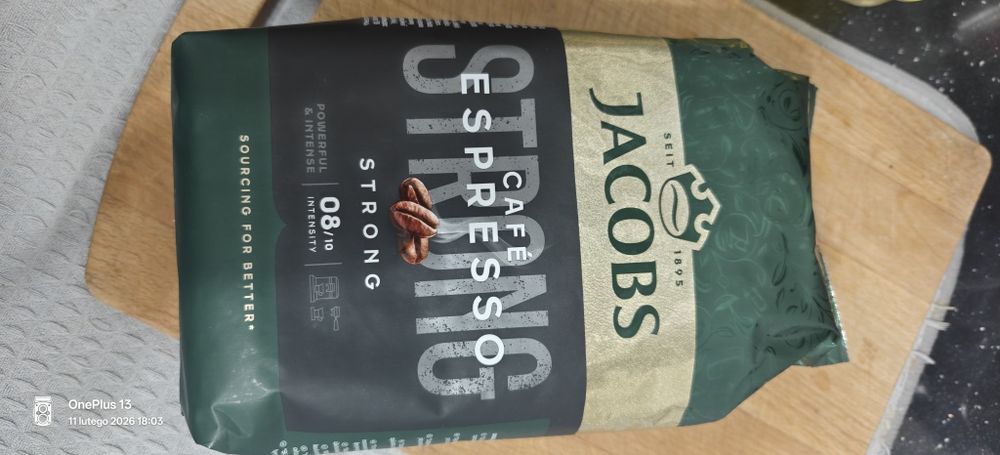 SEIT 1895
JACOBS
STRONG
CAFÉ
ESPRESSO
STRONG
POWERFUL
& INTENSE
08/10
INTENSITY
SOURCING FOR BETTER*
OnePlus 13
11 lutego 2026 18:03